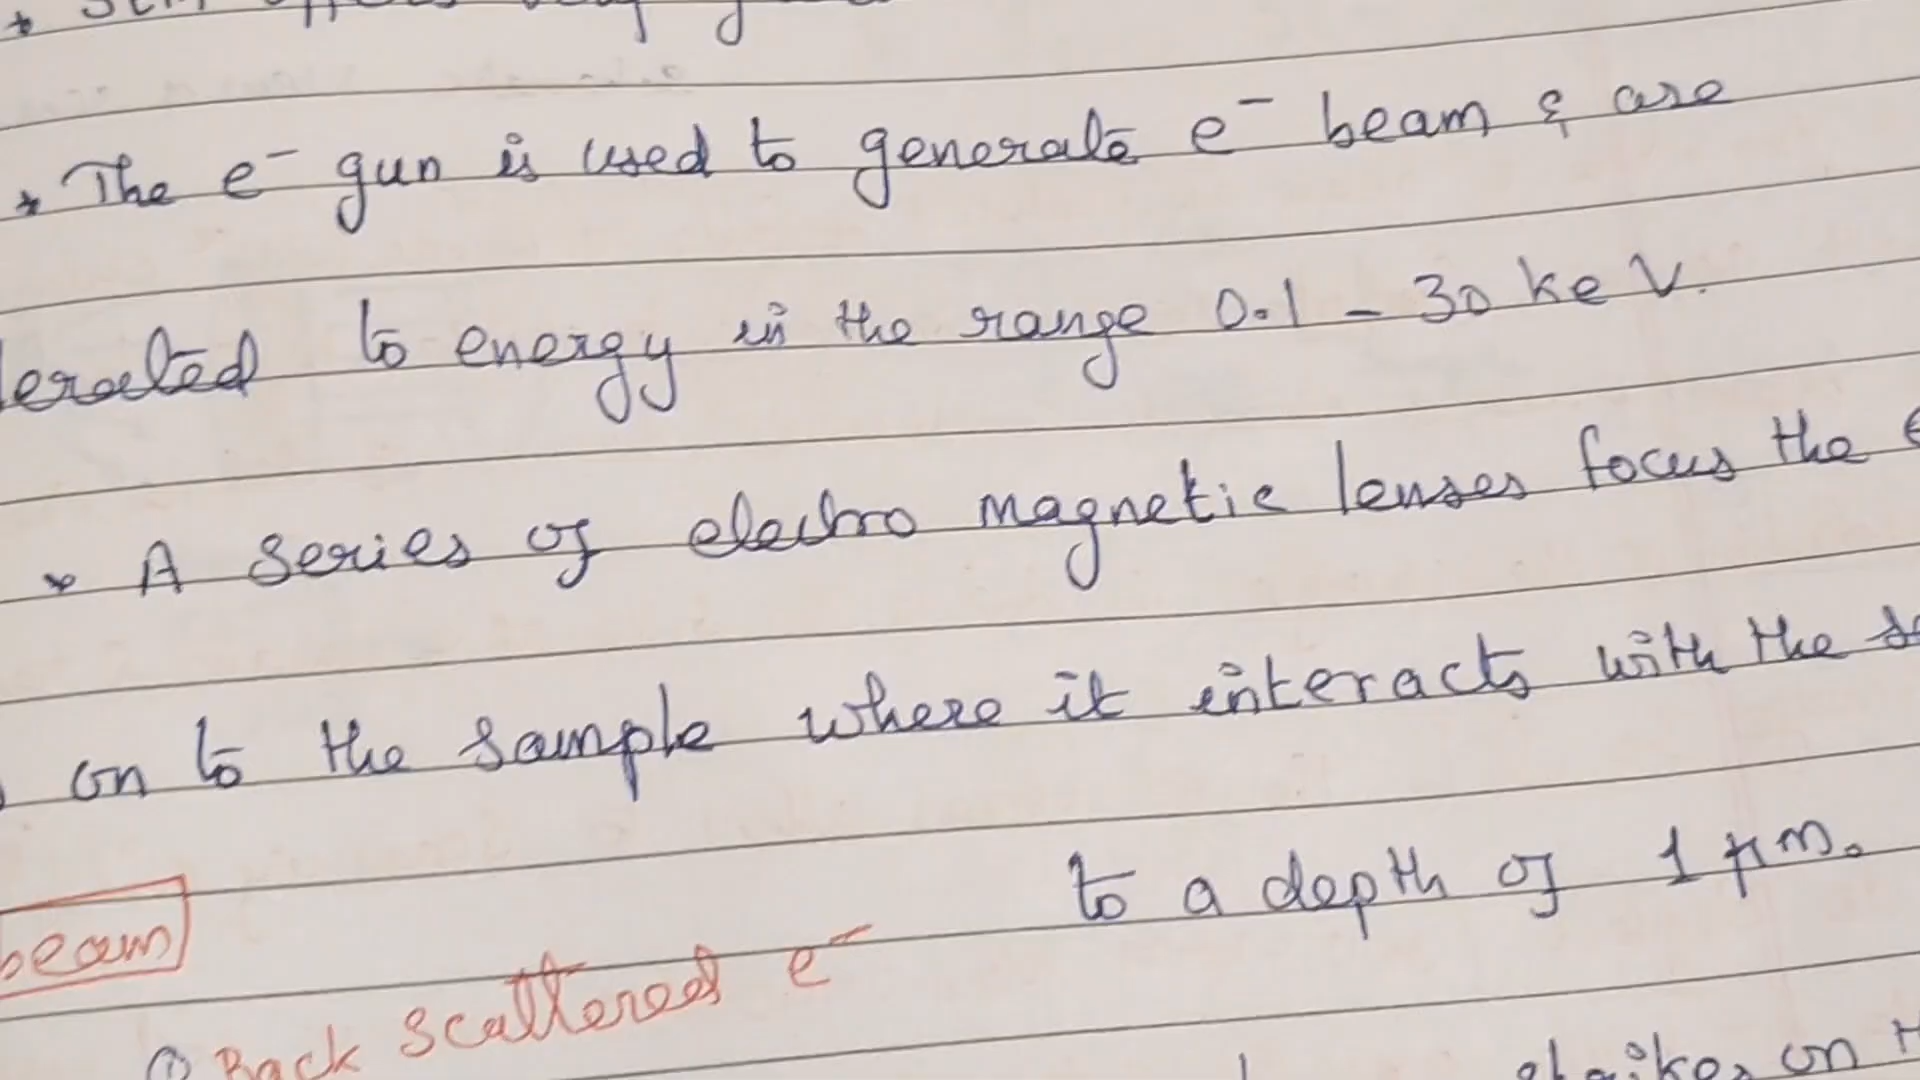 * The e⁻ gun is used to generate e⁻ beam & are
lerated to energy in the range 0.1 - 30 keV.
* A series of electro magnetic lenses focus the
on to the sample where it interacts with the
to a depth of 1 μm.
beam
① Back scattered e⁻
on